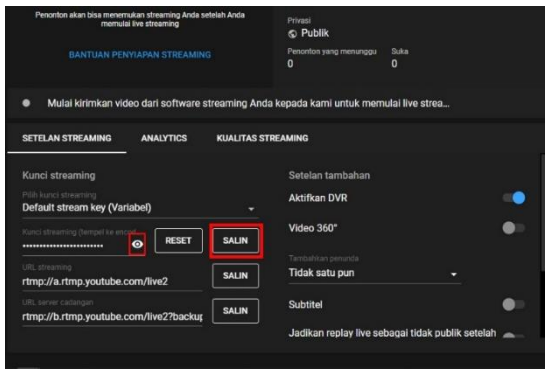 Penonton akan bisa menemukan streaming Anda setelah Anda
memulai live streaming
BANTUAN PENYIAPAN STREAMING
Privasi
Publik
Penonton yang menunggu Suka
0 0
Mulai kirimkan video dari software streaming Anda kepada kami untuk memulai live strea...
SETELAN STREAMING ANALYTICS KUALITAS STREAMING
Kunci streaming
Pilih kunci streaming
Default stream key (Variabel)
Kunci streaming (tempel ke encod
RESET SALIN
URL streaming
rtmp://a.rtmp.youtube.com/live2
SALIN
URL server cadangan
rtmp://b.rtmp.youtube.com/live2?backup
SALIN
Setelan tambahan
Aktifkan DVR
Video 360°
Tambahkan penunda
Tidak satu pun
Subtitel
Jadikan replay live sebagai tidak publik setelah